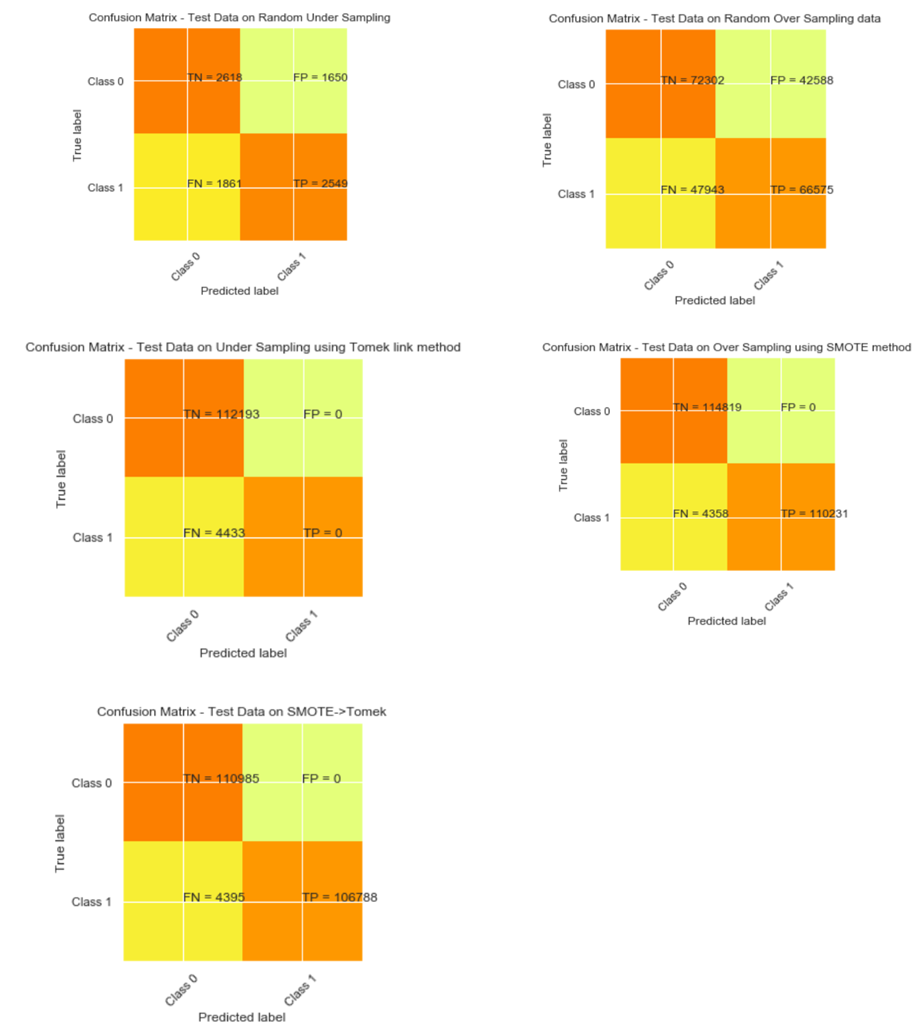 Confusion Matrix - Test Data on Random Under Sampling
True label
Class 0
TN = 2618
FP = 1650
Class 1
FN = 1861
TP = 2549
Class 0
Class 1
Predicted label
Confusion Matrix - Test Data on Random Over Sampling data
True label
Class 0
TN = 72302
FP = 42588
Class 1
FN = 47943
TP = 66575
Class 0
Class 1
Predicted label
Confusion Matrix - Test Data on Under Sampling using Tomek link method
True label
Class 0
TN = 112193
FP = 0
Class 1
FN = 4433
TP = 0
Class 0
Class 1
Predicted label
Confusion Matrix - Test Data on Over Sampling using SMOTE method
True label
Class 0
TN = 114819
FP = 0
Class 1
FN = 4358
TP = 110231
Class 0
Class 1
Predicted label
Confusion Matrix - Test Data on SMOTE->Tomek
True label
Class 0
TN = 110985
FP = 0
Class 1
FN = 4395
TP = 106788
Class 0
Class 1
Predicted label